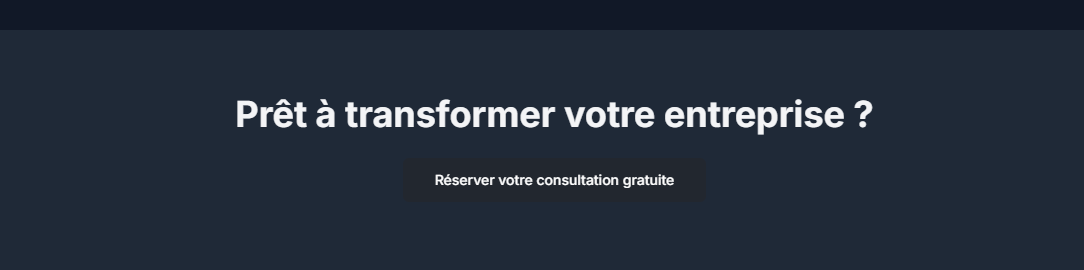 Prêt à transformer votre entreprise ?
Réserver votre consultation gratuite